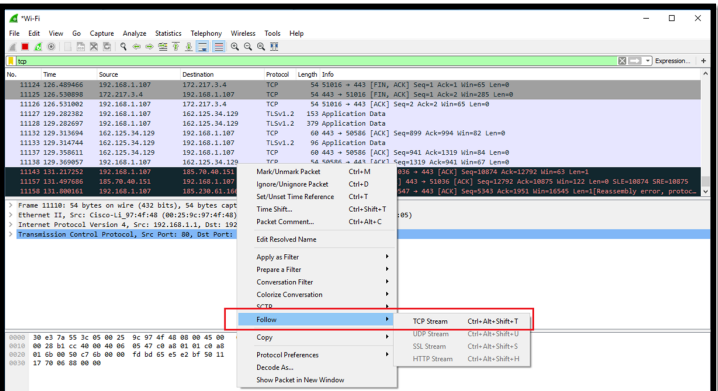 *Wi-Fi
File Edit View Go Capture Analyze Statistics Telephony Wireless Tools Help
tcp
Expression... +
No. Time Source Destination Protocol Length Info
11124 126.489466 192.168.1.107 172.217.3.4 TCP 54 51016 → 443 [FIN, ACK] Seq=1 Ack=1 Win=65 Len=0
11125 126.530898 172.217.3.4 192.168.1.107 TCP 54 443 → 51016 [FIN, ACK] Seq=1 Ack=2 Win=285 Len=0
11126 126.531002 192.168.1.107 172.217.3.4 TCP 54 51016 → 443 [ACK] Seq=2 Ack=2 Win=65 Len=0
11127 129.282382 192.168.1.107 162.125.34.129 TLSv1.2 153 Application Data
11128 129.282697 192.168.1.107 162.125.34.129 TLSv1.2 379 Application Data
11132 129.313694 162.125.34.129 192.168.1.107 TCP 60 443 → 50586 [ACK] Seq=899 Ack=994 Win=82 Len=0
11133 129.314744 162.125.34.129 192.168.1.107 TLSv1.2 96 Application Data
11137 129.358611 162.125.34.129 192.168.1.107 TCP 60 443 → 50586 [ACK] Seq=941 Ack=1319 Win=84 Len=0
11138 129.369057 192.168.1.107 162.125.34.129 TCP 54 50586 → 443 [ACK] Seq=1319 Ack=941 Win=67 Len=0
11143 131.217252 192.168.1.107 185.70.40.151 036 → 443 [ACK] Seq=10874 Ack=12792 Win=63 Len=1
11157 131.497686 185.70.40.151 192.168.1.107 ] 443 → 51036 [ACK] Seq=12792 Ack=10875 Win=122 Len=0 SLE=10874 SRE=10875
11158 131.800161 192.168.1.107 185.230.61.16 547 → 443 [ACK] Seq=5343 Ack=1951 Win=16545 Len=1[Reassembly error, protoc…
Frame 11110: 54 bytes on wire (432 bits), 54 bytes capt
Ethernet II, Src: Cisco-Li_97:4f:48 (00:25:9c:97:4f:48) :05)
Internet Protocol Version 4, Src: 192.168.1.1, Dst: 192
Transmission Control Protocol, Src Port: 80, Dst Port:
Mark/Unmark Packet Ctrl+M
Ignore/Unignore Packet Ctrl+D
Set/Unset Time Reference Ctrl+T
Time Shift... Ctrl+Shift+T
Packet Comment... Ctrl+Alt+C
Edit Resolved Name
Apply as Filter
Prepare a Filter
Conversation Filter
Colorize Conversation
SCTP
Follow
Copy
Protocol Preferences
Decode As...
Show Packet in New Window
TCP Stream Ctrl+Alt+Shift+T
UDP Stream Ctrl+Alt+Shift+U
SSL Stream Ctrl+Alt+Shift+S
HTTP Stream Ctrl+Alt+Shift+H
0000 30 e3 7a 55 3c 05 00 25 9c 97 4f 48 08 00 45 00
0010 00 28 b1 cc 40 00 40 06 05 47 c0 a8 01 01 c0 a8
0020 01 6b 00 50 c7 6b 00 00 fd bd 65 e5 e2 bf 50 11
0030 17 70 06 88 00 00